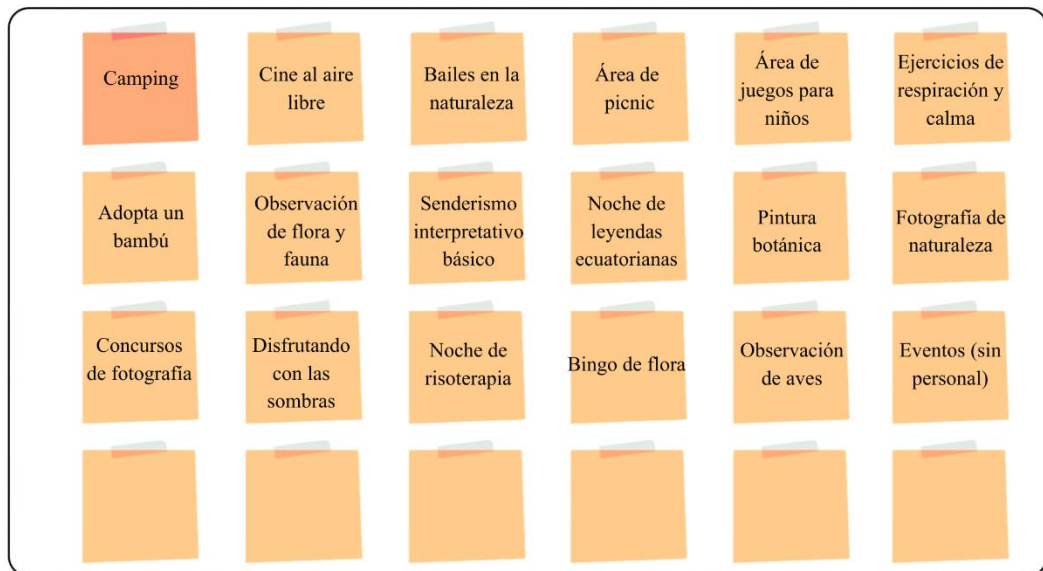 Camping
Cine al aire
libre
Bailes en la
naturaleza
Área de
picnic
Área de
juegos para
niños
Ejercicios de
respiración y
calma
Adopta un
bambú
Observación
de flora y
fauna
Senderismo
interpretativo
básico
Noche de
leyendas
ecuatorianas
Pintura
botánica
Fotografía de
naturaleza
Concursos
de fotografía
Disfrutando
con las
sombras
Noche de
risoterapia
Bingo de flora
Observación
de aves
Eventos (sin
personal)